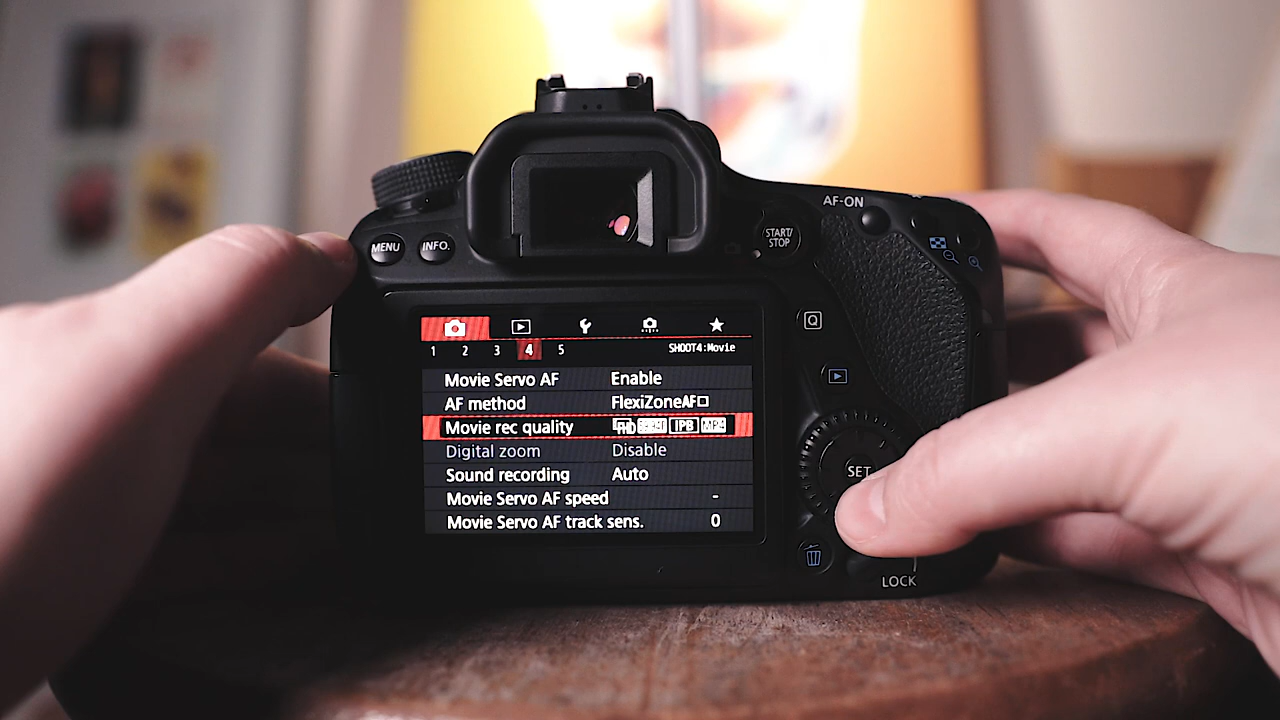 AF-ON
MENU INFO. START/
STOP
Q
1 2 3 4 5 SHOOT4:Movie
Movie Servo AF Enable
AF method FlexiZoneAF
Movie rec quality FHD IPB
Digital zoom Disable
Sound recording Auto
Movie Servo AF speed -
Movie Servo AF track sens. 0
SET
LOCK